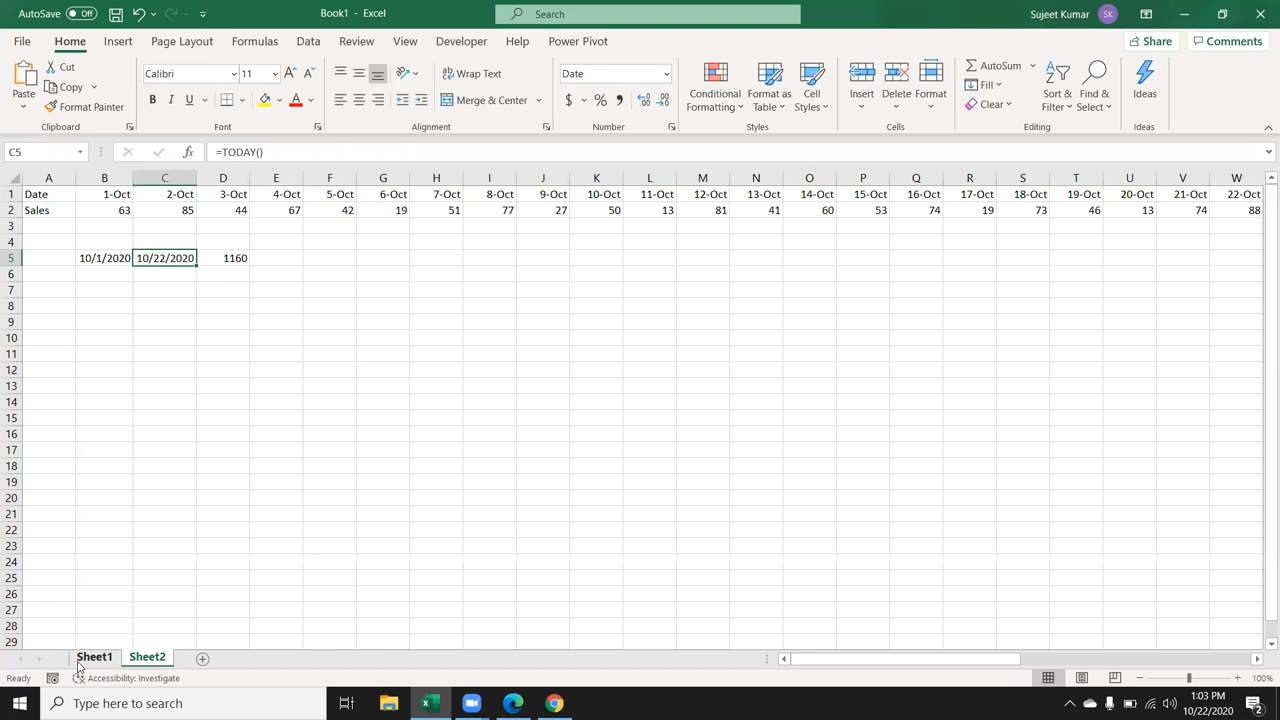 AutoSave Off Book1 - Excel Search Sujeet Kumar SK
File Home Insert Page Layout Formulas Data Review View Developer Help Power Pivot Share Comments
Paste Cut Copy Format Painter Clipboard
Calibri 11 B I U A Font
Wrap Text Merge & Center Alignment
Date $ % Number
Conditional Formatting Format as Table Cell Styles Styles
Insert Delete Format Cells
AutoSum Fill Clear Sort & Filter Find & Select Editing
Ideas Ideas
C5 fx =TODAY()
A B C D E F G H I J K L M N O P Q R S T U V W
1 Date 1-Oct 2-Oct 3-Oct 4-Oct 5-Oct 6-Oct 7-Oct 8-Oct 9-Oct 10-Oct 11-Oct 12-Oct 13-Oct 14-Oct 15-Oct 16-Oct 17-Oct 18-Oct 19-Oct 20-Oct 21-Oct 22-Oct
2 Sales 63 85 44 67 42 19 51 77 27 50 13 81 41 60 53 74 19 73 46 13 74 88
3
4
5 10/1/2020 10/22/2020 1160
6
7
8
9
10
11
12
13
14
15
16
17
18
19
20
21
22
23
24
25
26
27
28
29
Sheet1 Sheet2
Ready Accessibility: Investigate 100%
Type here to search 1:03 PM
10/22/2020 2